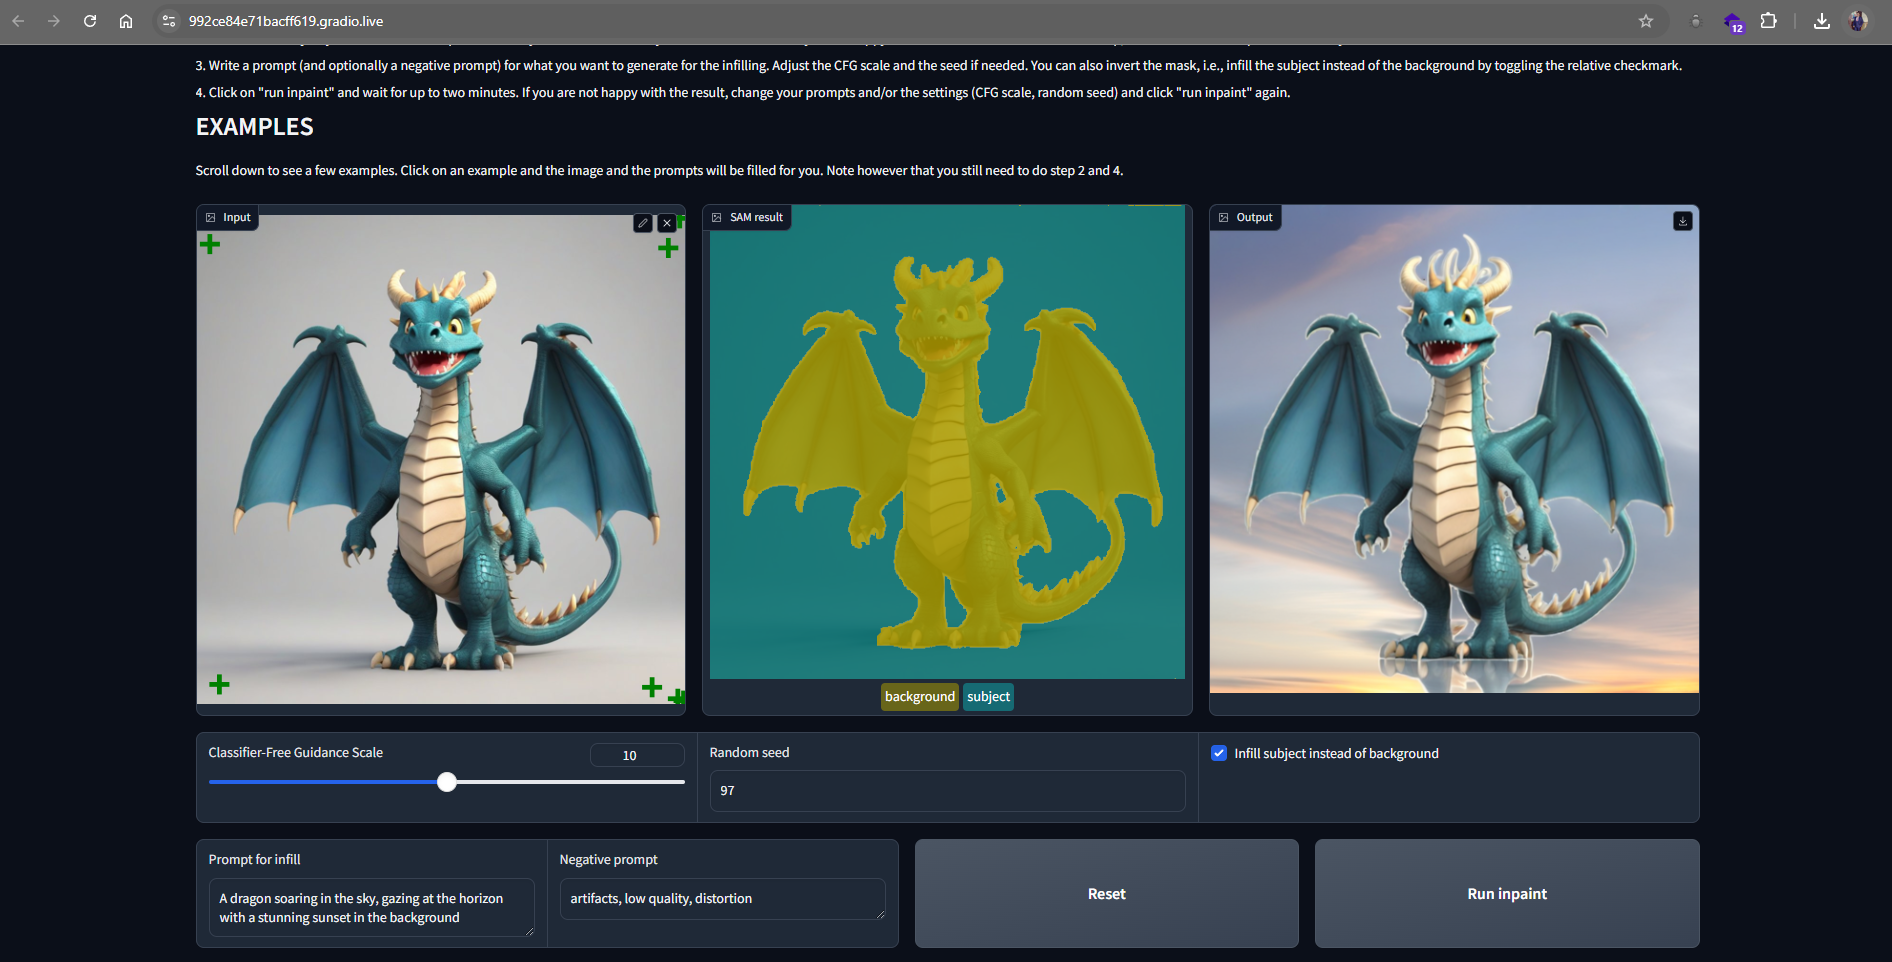 992ce84e71bacff619.gradio.live
12
3. Write a prompt (and optionally a negative prompt) for what you want to generate for the infilling. Adjust the CFG scale and the seed if needed. You can also invert the mask, i.e., infill the subject instead of the background by toggling the relative checkmark.
4. Click on "run inpaint" and wait for up to two minutes. If you are not happy with the result, change your prompts and/or the settings (CFG scale, random seed) and click "run inpaint" again.
EXAMPLES
Scroll down to see a few examples. Click on an example and the image and the prompts will be filled for you. Note however that you still need to do step 2 and 4.
Input
SAM result
Output
background
subject
Classifier-Free Guidance Scale
10
Random seed
97
Infill subject instead of background
Prompt for infill
A dragon soaring in the sky, gazing at the horizon
with a stunning sunset in the background
Negative prompt
artifacts, low quality, distortion
Reset
Run inpaint